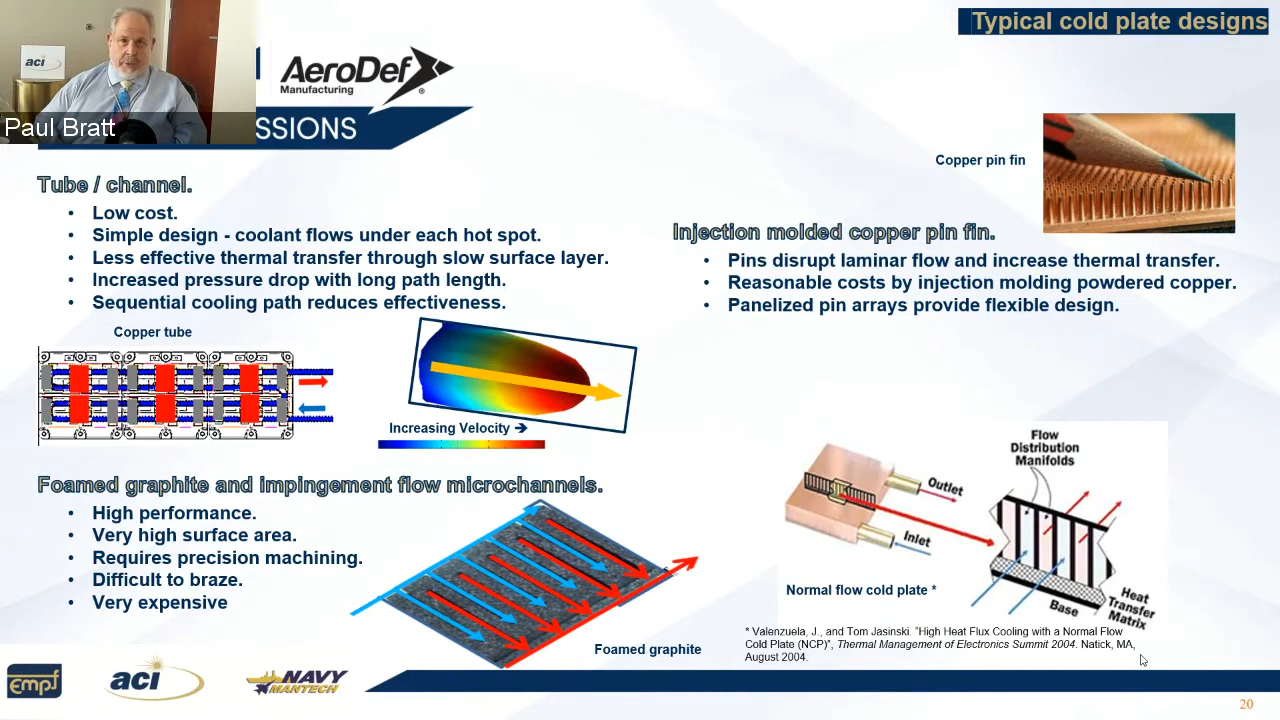 Typical cold plate designs
aci
AeroDef
Manufacturing
®
Paul Bratt
SSIONS
Copper pin fin
Tube / channel.
• Low cost.
• Simple design - coolant flows under each hot spot.
• Less effective thermal transfer through slow surface layer.
• Increased pressure drop with long path length.
• Sequential cooling path reduces effectiveness.
Injection molded copper pin fin.
• Pins disrupt laminar flow and increase thermal transfer.
• Reasonable costs by injection molding powdered copper.
• Panelized pin arrays provide flexible design.
Copper tube
Increasing Velocity →
Foamed graphite and impingement flow microchannels.
• High performance.
• Very high surface area.
• Requires precision machining.
• Difficult to braze.
• Very expensive
Foamed graphite
Flow
Distribution
Manifolds
Outlet
Inlet
Base
Heat
Transfer
Matrix
Normal flow cold plate *
* Valenzuela, J., and Tom Jasinski. "High Heat Flux Cooling with a Normal Flow
Cold Plate (NCP)", Thermal Management of Electronics Summit 2004. Natick, MA,
August 2004.
empf
aci
NAVY
MANTECH
20